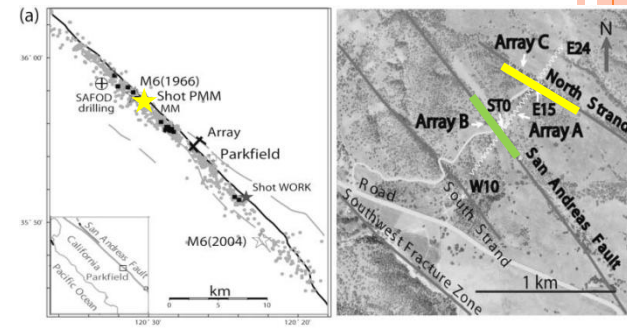 (a)
36 00'
M6(1966)
Shot PMM
MM
SAFOD
drilling
Array
Parkfield
Shot WORK
35 50'
M6(2004)
San Andreas Fault
California
Parkfield
Pacific Ocean
km
0
10
120 30'
120 20'
N
Array C
E24
North Strand
ST0
E15
Array B
Array A
San Andreas Fault
W10
South Strand
Road
Southwest Fracture Zone
1 km